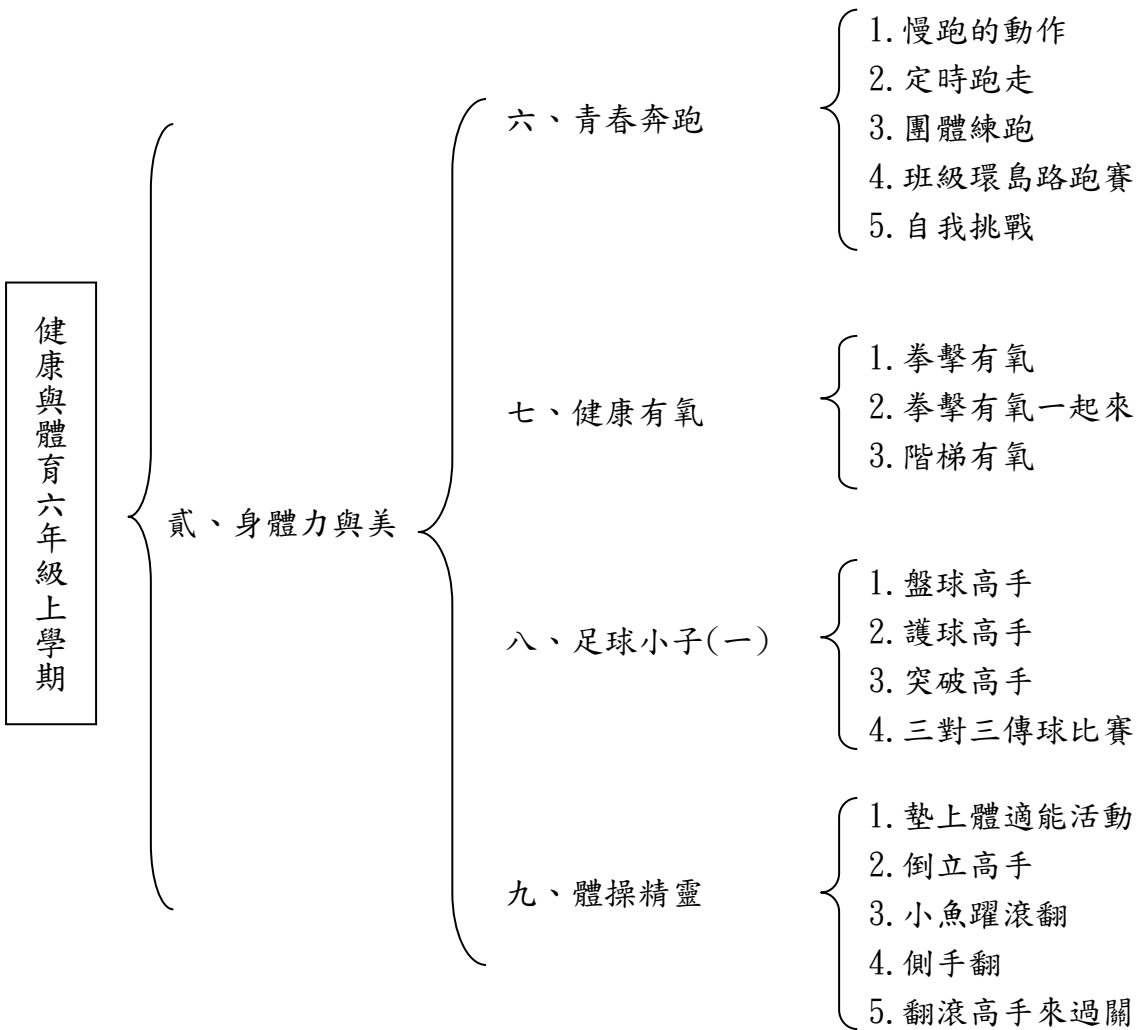 健康與體育六年級上學期
貳、身體力與美
六、青春奔跑
1.慢跑的動作
2.定時跑走
3.團體練跑
4.班級環島路跑賽
5.自我挑戰
七、健康有氧
1.拳擊有氧
2.拳擊有氧一起來
3.階梯有氧
八、足球小子(一)
1.盤球高手
2.護球高手
3.突破高手
4.三對三傳球比賽
九、體操精靈
1.墊上體適能活動
2.倒立高手
3.小魚躍滾翻
4.側手翻
5.翻滾高手來過關